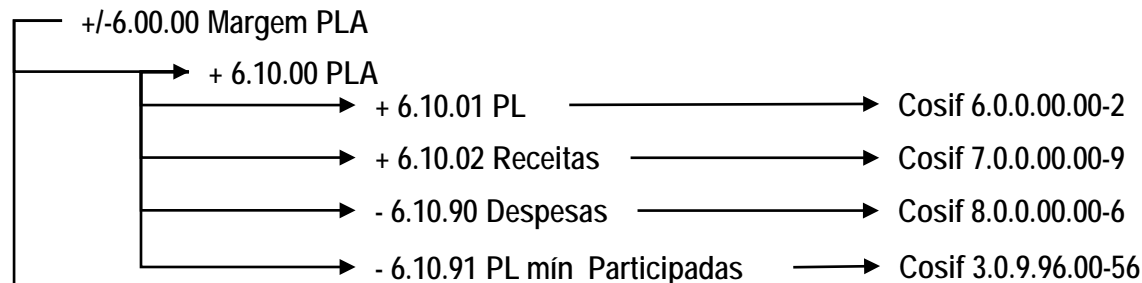 +/-6.00.00 Margem PLA
+ 6.10.00 PLA
+ 6.10.01 PL Cosif 6.0.0.00.00-2
+ 6.10.02 Receitas Cosif 7.0.0.00.00-9
- 6.10.90 Despesas Cosif 8.0.0.00.00-6
- 6.10.91 PL mín Participadas Cosif 3.0.9.96.00-56